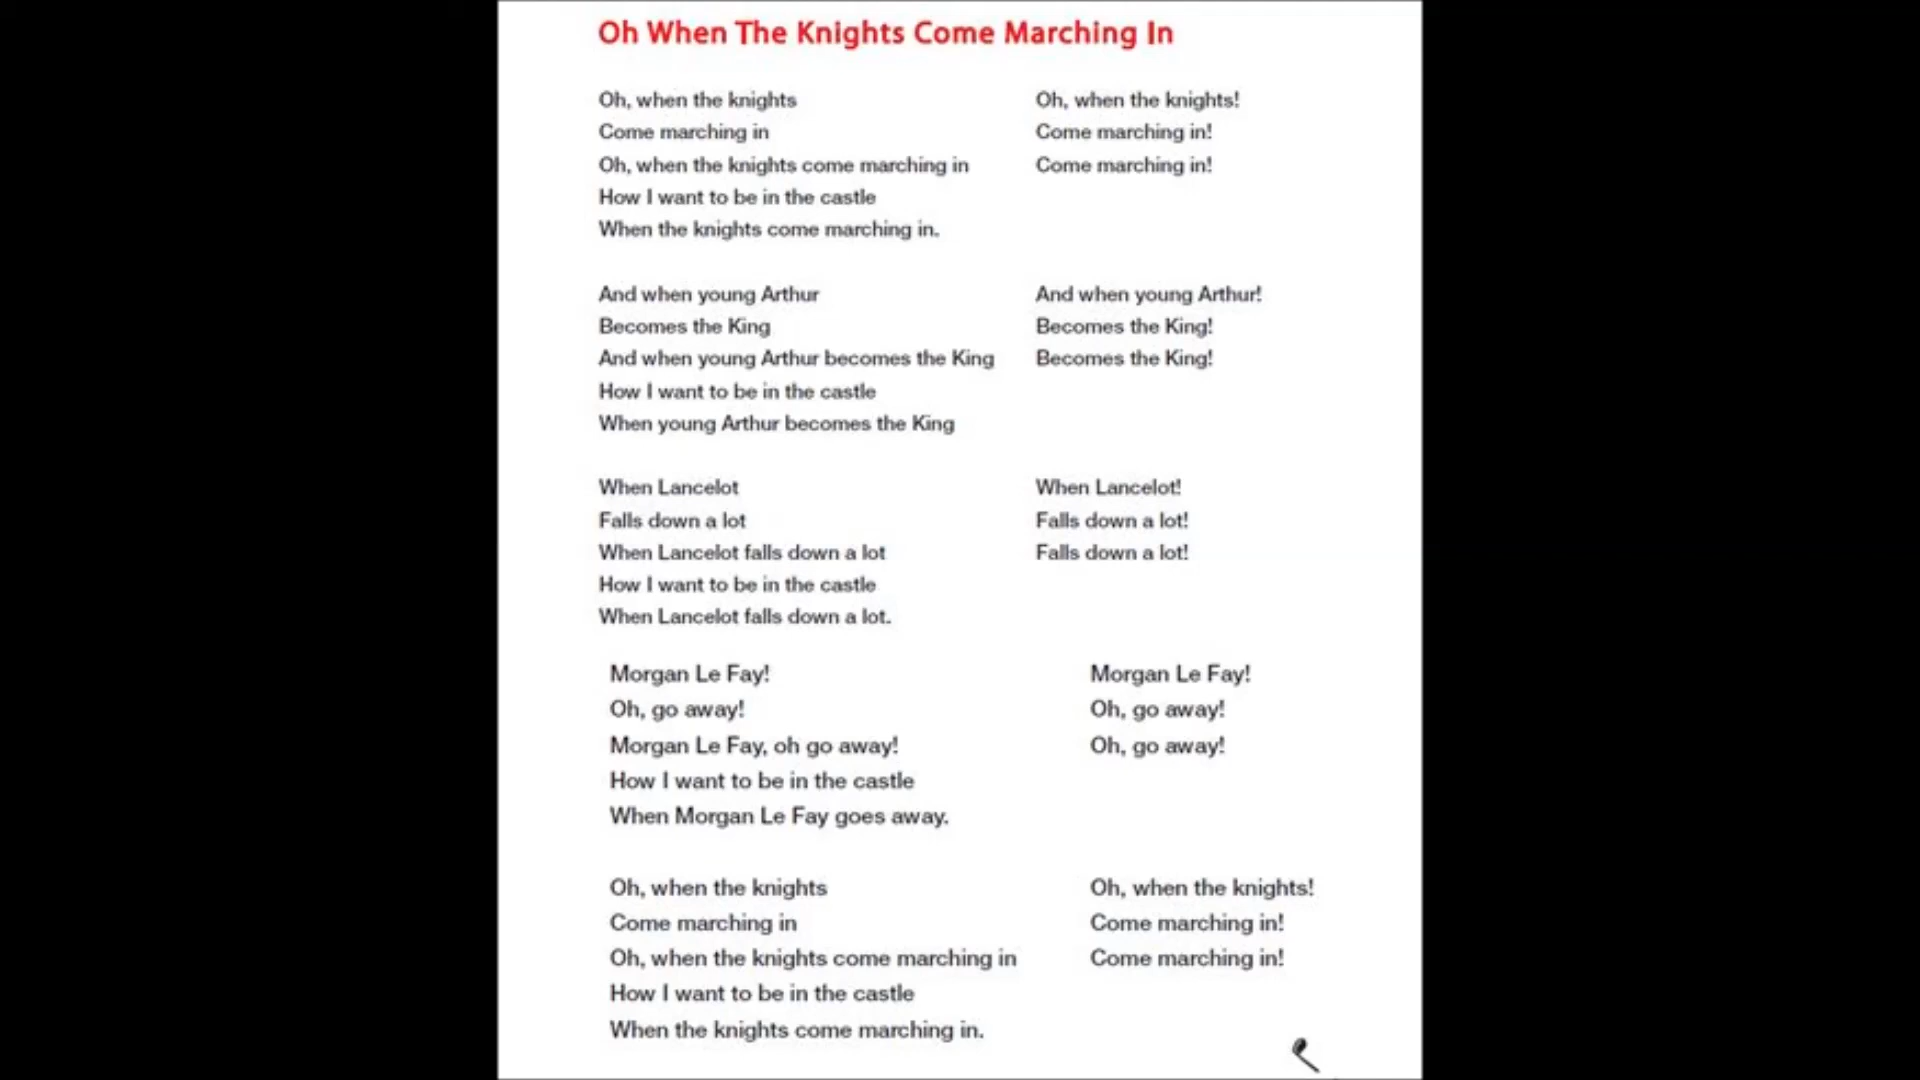 Oh When The Knights Come Marching In
Oh, when the knights Oh, when the knights!
Come marching in Come marching in!
Oh, when the knights come marching in Come marching in!
How I want to be in the castle
When the knights come marching in.
And when young Arthur And when young Arthur!
Becomes the King Becomes the King!
And when young Arthur becomes the King Becomes the King!
How I want to be in the castle
When young Arthur becomes the King
When Lancelot When Lancelot!
Falls down a lot Falls down a lot!
When Lancelot falls down a lot Falls down a lot!
How I want to be in the castle
When Lancelot falls down a lot.
Morgan Le Fay! Morgan Le Fay!
Oh, go away! Oh, go away!
Morgan Le Fay, oh go away! Oh, go away!
How I want to be in the castle
When Morgan Le Fay goes away.
Oh, when the knights Oh, when the knights!
Come marching in Come marching in!
Oh, when the knights come marching in Come marching in!
How I want to be in the castle
When the knights come marching in.